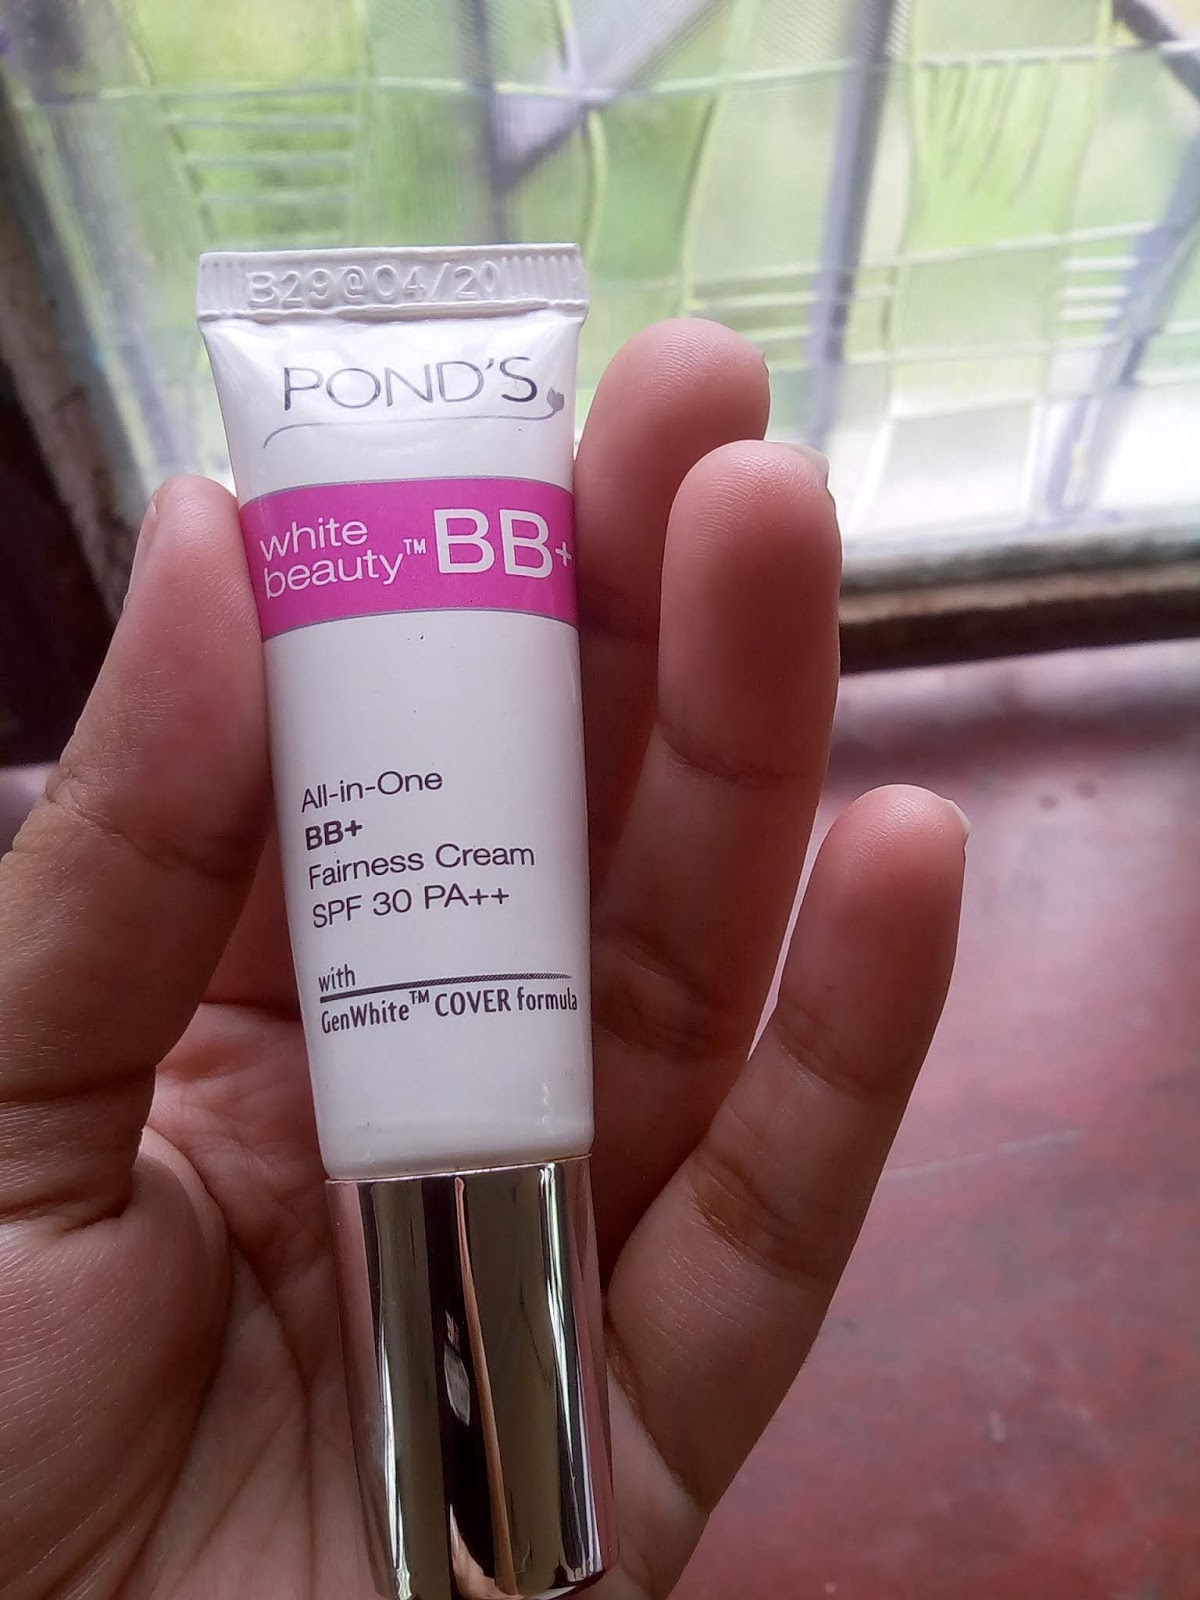 B29@04/20
POND'S
white
beauty™ BB+
All-in-One
BB+
Fairness Cream
SPF 30 PA++
with
GenWhite™ COVER formula